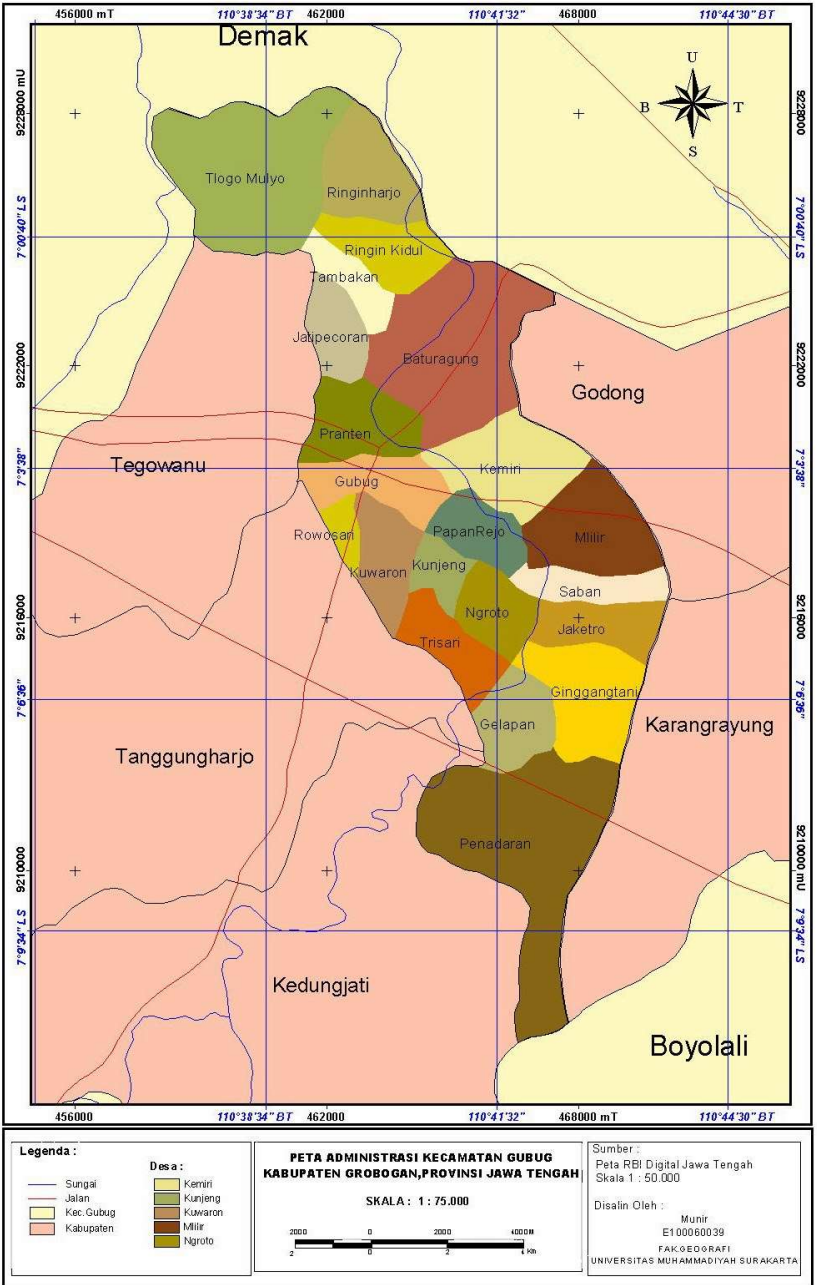 456000 mT
110°38'34" BT
462000
110°41'32"
468000
110°44'30" BT
Demak
U
B
T
S
9228000 mU
9228000
Tlogo Mulyo
Ringinharjo
7°00'40" LS
7°00'40" LS
Ringin Kidul
Tambakan
Jatipecoran
Baturagung
9222000
9222000
Godong
Pranten
Tegowanu
Kemiri
7°3'38"
7°3'38"
Gubug
Rowosari
PapanRejo
Mlilir
Kuwaron
Kunjeng
Saban
9216000
9216000
Ngroto
Jaketro
Trisari
Ginggangtani
7°6'36"
7°6'36"
Gelapan
Karangrayung
Tanggungharjo
Penadaran
9210000
9210000 mU
7°9'34" LS
7°9'34" LS
Kedungjati
Boyolali
456000
110°38'34" BT
462000
110°41'32"
468000 mT
110°44'30" BT
Legenda :
Sungai
Jalan
Kec.Gubug
Kabupaten
Desa :
Kemiri
Kunjeng
Kuwaron
Mlilir
Ngroto
PETA ADMINISTRASI KECAMATAN GUBUG
KABUPATEN GROBOGAN,PROVINSI JAWA TENGAH
SKALA : 1 : 75.000
2000 0 2000 4000 M
2 0 2 4 Km
Sumber :
Peta RBI Digital Jawa Tengah
Skala 1 : 50.000
Disalin Oleh :
Munir
E100060039
FAK.GEOGRAFI
UNIVERSITAS MUHAMMADIYAH SURAKARTA